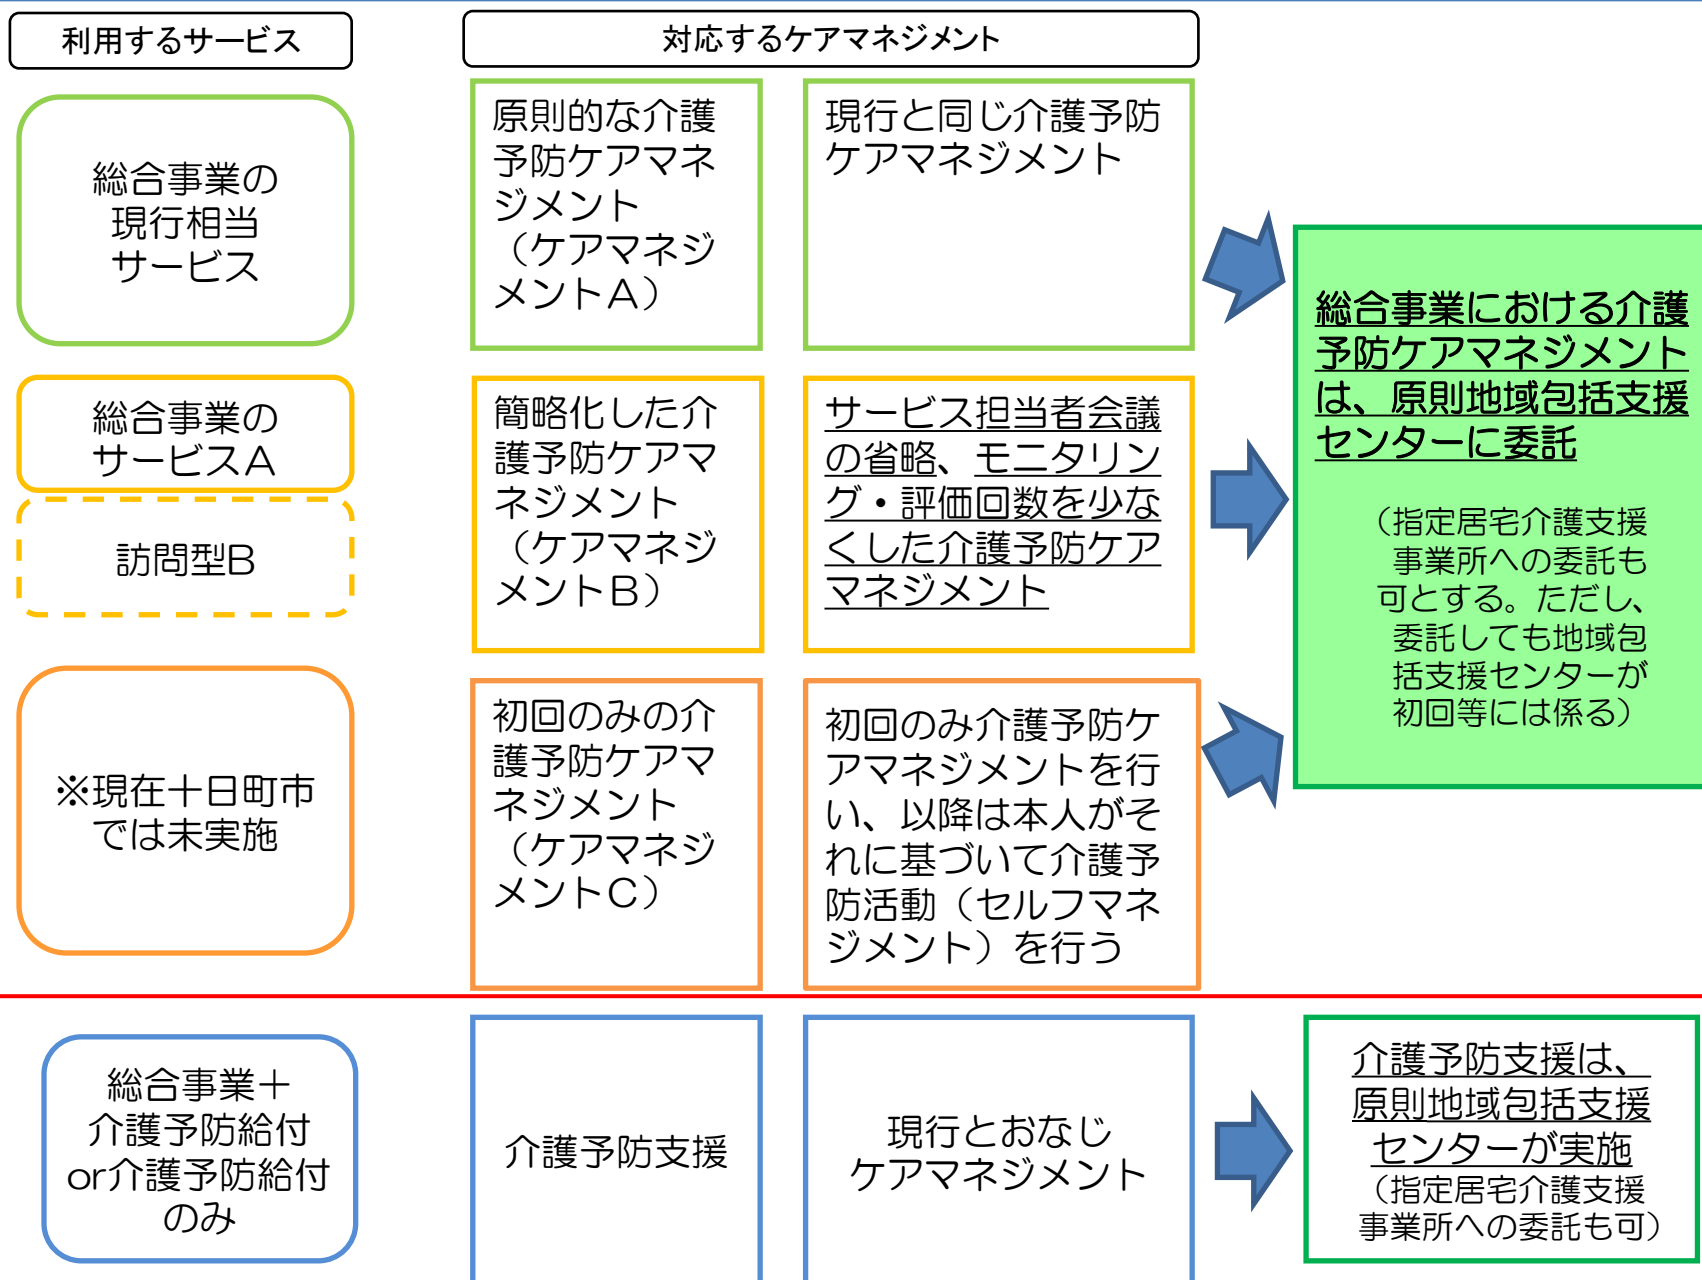 利用するサービス
対応するケアマネジメント
総合事業の
現行相当
サービス
原則的な介護
予防ケアマネ
ジメント
（ケアマネジ
メントＡ）
現行と同じ介護予防
ケアマネジメント
総合事業の
サービスＡ
訪問型B
簡略化した介
護予防ケアマ
ネジメント
（ケアマネジ
メントＢ）
サービス担当者会議
の省略、モニタリン
グ・評価回数を少な
くした介護予防ケア
マネジメント
※現在十日町市
では未実施
初回のみの介
護予防ケアマ
ネジメント
（ケアマネジ
メントＣ）
初回のみ介護予防ケ
アマネジメントを行
い、以降は本人がそ
れに基づいて介護予
防活動（セルフマネ
ジメント）を行う
総合事業における介護
予防ケアマネジメント
は、原則地域包括支援
センターに委託
（指定居宅介護支援
事業所への委託も
可とする。ただし、
委託しても地域包
括支援センターが
初回等には係る）
総合事業＋
介護予防給付
or介護予防給付
のみ
介護予防支援
現行とおなじ
ケアマネジメント
介護予防支援は、
原則地域包括支援
センターが実施
（指定居宅介護支援
事業所への委託も可）